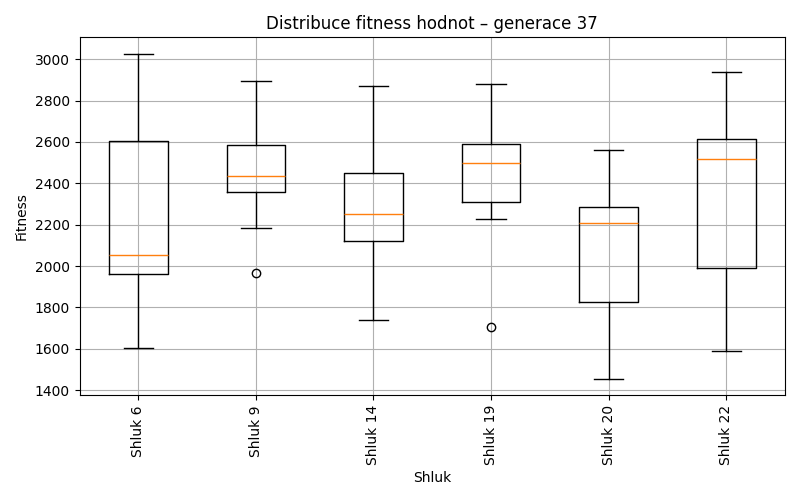 Distribuce fitness hodnot – generace 37
Fitness
3000
2800
2600
2400
2200
2000
1800
1600
1400
Shluk 6
Shluk 9
Shluk 14
Shluk 19
Shluk 20
Shluk 22
Shluk